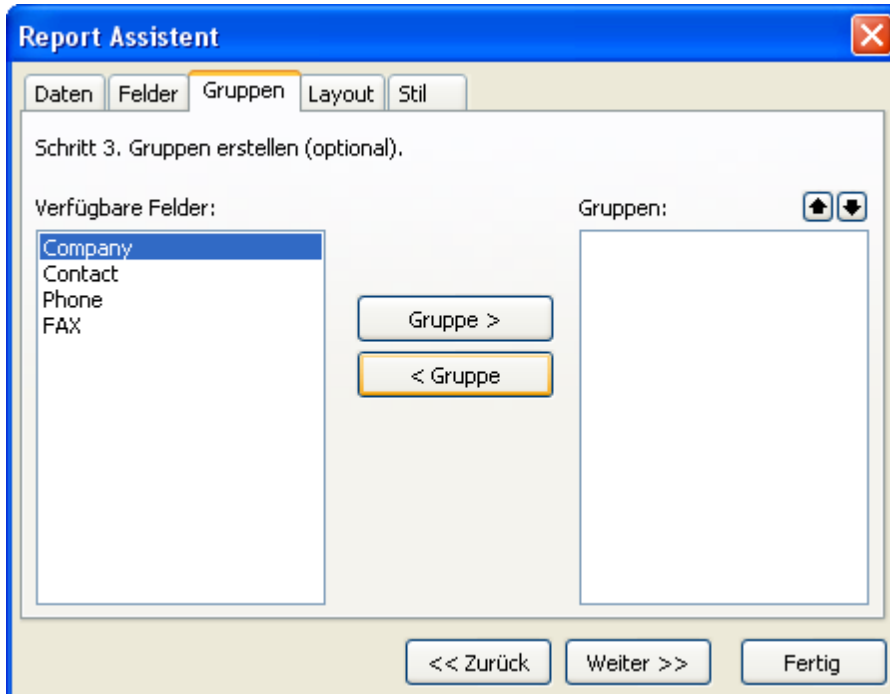 Report Assistent
Daten Felder Gruppen Layout Stil
Schritt 3. Gruppen erstellen (optional).
Verfügbare Felder: Gruppen:
Company
Contact
Phone
FAX
Gruppe >
< Gruppe
<< Zurück Weiter >> Fertig